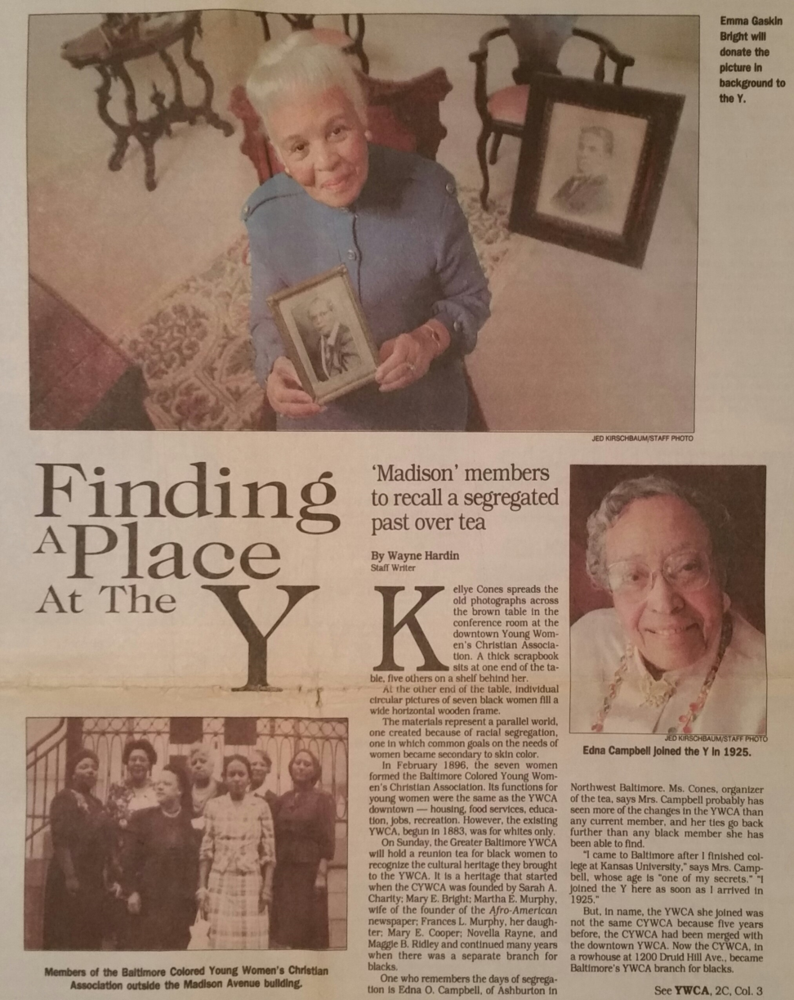 Emma Gaskin
Bright will
donate the
picture in
background to
the Y.
JED KIRSCHBAUM/STAFF PHOTO
Finding
A Place
At The
Y
'Madison' members
to recall a segregated
past over tea
By Wayne Hardin
Staff Writer
Kellye Cones spreads the
old photographs across
the brown table in the
conference room at the
downtown Young Wom-
en's Christian Associa-
tion. A thick scrapbook
sits at one end of the ta-
ble, five others on a shelf behind her.
At the other end of the table, individual
circular pictures of seven black women fill a
wide horizontal wooden frame.
The materials represent a parallel world,
one created because of racial segregation,
one in which common goals on the needs of
women became secondary to skin color.
In February 1896, the seven women
formed the Baltimore Colored Young Wom-
en's Christian Association. Its functions for
young women were the same as the YWCA
downtown — housing, food services, educa-
tion, jobs, recreation. However, the existing
YWCA, begun in 1883, was for whites only.
On Sunday, the Greater Baltimore YWCA
will hold a reunion tea for black women to
recognize the cultural heritage they brought
to the YWCA. It is a heritage that started
when the CYWCA was founded by Sarah A.
Charity; Mary E. Bright; Martha E. Murphy,
wife of the founder of the Afro-American
newspaper; Frances L. Murphy, her daugh-
ter; Mary E. Cooper; Novella Rayne, and
Maggie B. Ridley and continued many years
when there was a separate branch for
blacks.
One who remembers the days of segrega-
tion is Edna O. Campbell, of Ashburton in
JED KIRSCHBAUM/STAFF PHOTO
Edna Campbell joined the Y in 1925.
Northwest Baltimore. Ms. Cones, organizer
of the tea, says Mrs. Campbell probably has
seen more of the changes in the YWCA than
any current member, and her ties go back
further than any black member she has
been able to find.
"I came to Baltimore after I finished col-
lege at Kansas University," says Mrs. Camp-
bell, whose age is "one of my secrets." "I
joined the Y here as soon as I arrived in
1925."
But, in name, the YWCA she joined was
not the same CYWCA because five years
before, the CYWCA had been merged with
the downtown YWCA. Now the CYWCA, in
a rowhouse at 1200 Druid Hill Ave., became
Baltimore's YWCA branch for blacks.
See YWCA, 2C, Col. 3
Members of the Baltimore Colored Young Women's Christian
Association outside the Madison Avenue building.